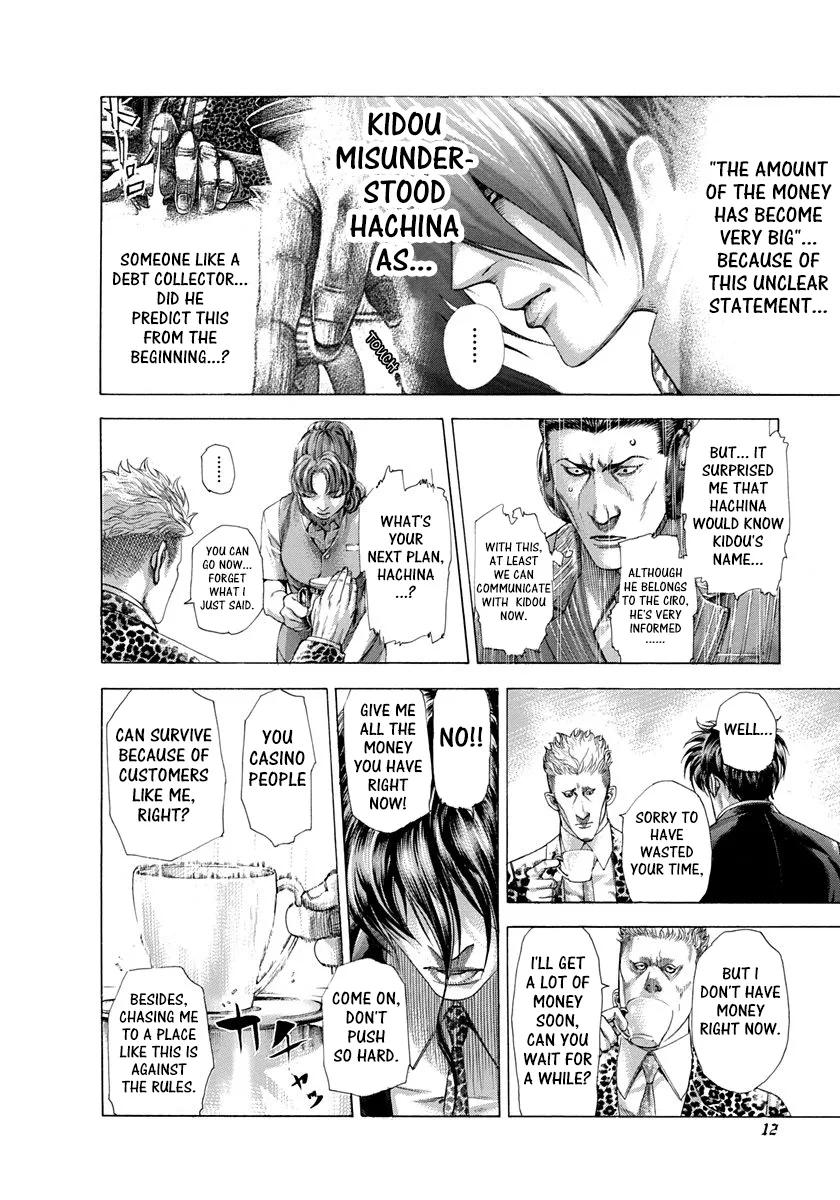 "THE AMOUNT
OF THE MONEY
HAS BECOME
VERY BIG"...
BECAUSE OF
THIS UNCLEAR
STATEMENT...
KIDOU
MISUNDER-
STOOD
HACHINA
AS...
......
TOUCH
SOMEONE LIKE A
DEBT COLLECTOR...
DID HE
PREDICT THIS
FROM THE
BEGINNING...?
BUT... IT
SURPRISED
ME THAT
HACHINA
WOULD KNOW
KIDOU'S
NAME...
ALTHOUGH
HE BELONGS
TO THE CIRO,
HE'S VERY
INFORMED
......
WITH THIS,
AT LEAST
WE CAN
COMMUNICATE
WITH KIDOU
NOW.
WHAT'S
YOUR
NEXT PLAN,
HACHINA
...?
......
YOU CAN
GO NOW...
FORGET
WHAT I
JUST SAID.
WELL...
SORRY TO
HAVE
WASTED
YOUR TIME,
BUT I
DON'T HAVE
MONEY
RIGHT NOW.
I'LL GET
A LOT OF
MONEY
SOON,
CAN YOU
WAIT FOR
A WHILE?
NO!!
GIVE ME
ALL THE
MONEY
YOU HAVE
RIGHT
NOW!
COME ON,
DON'T
PUSH
SO HARD.
YOU
CASINO
PEOPLE
CAN SURVIVE
BECAUSE OF
CUSTOMERS
LIKE ME,
RIGHT?
BESIDES,
CHASING ME
TO A PLACE
LIKE THIS IS
AGAINST
THE RULES.
カチャッ
12